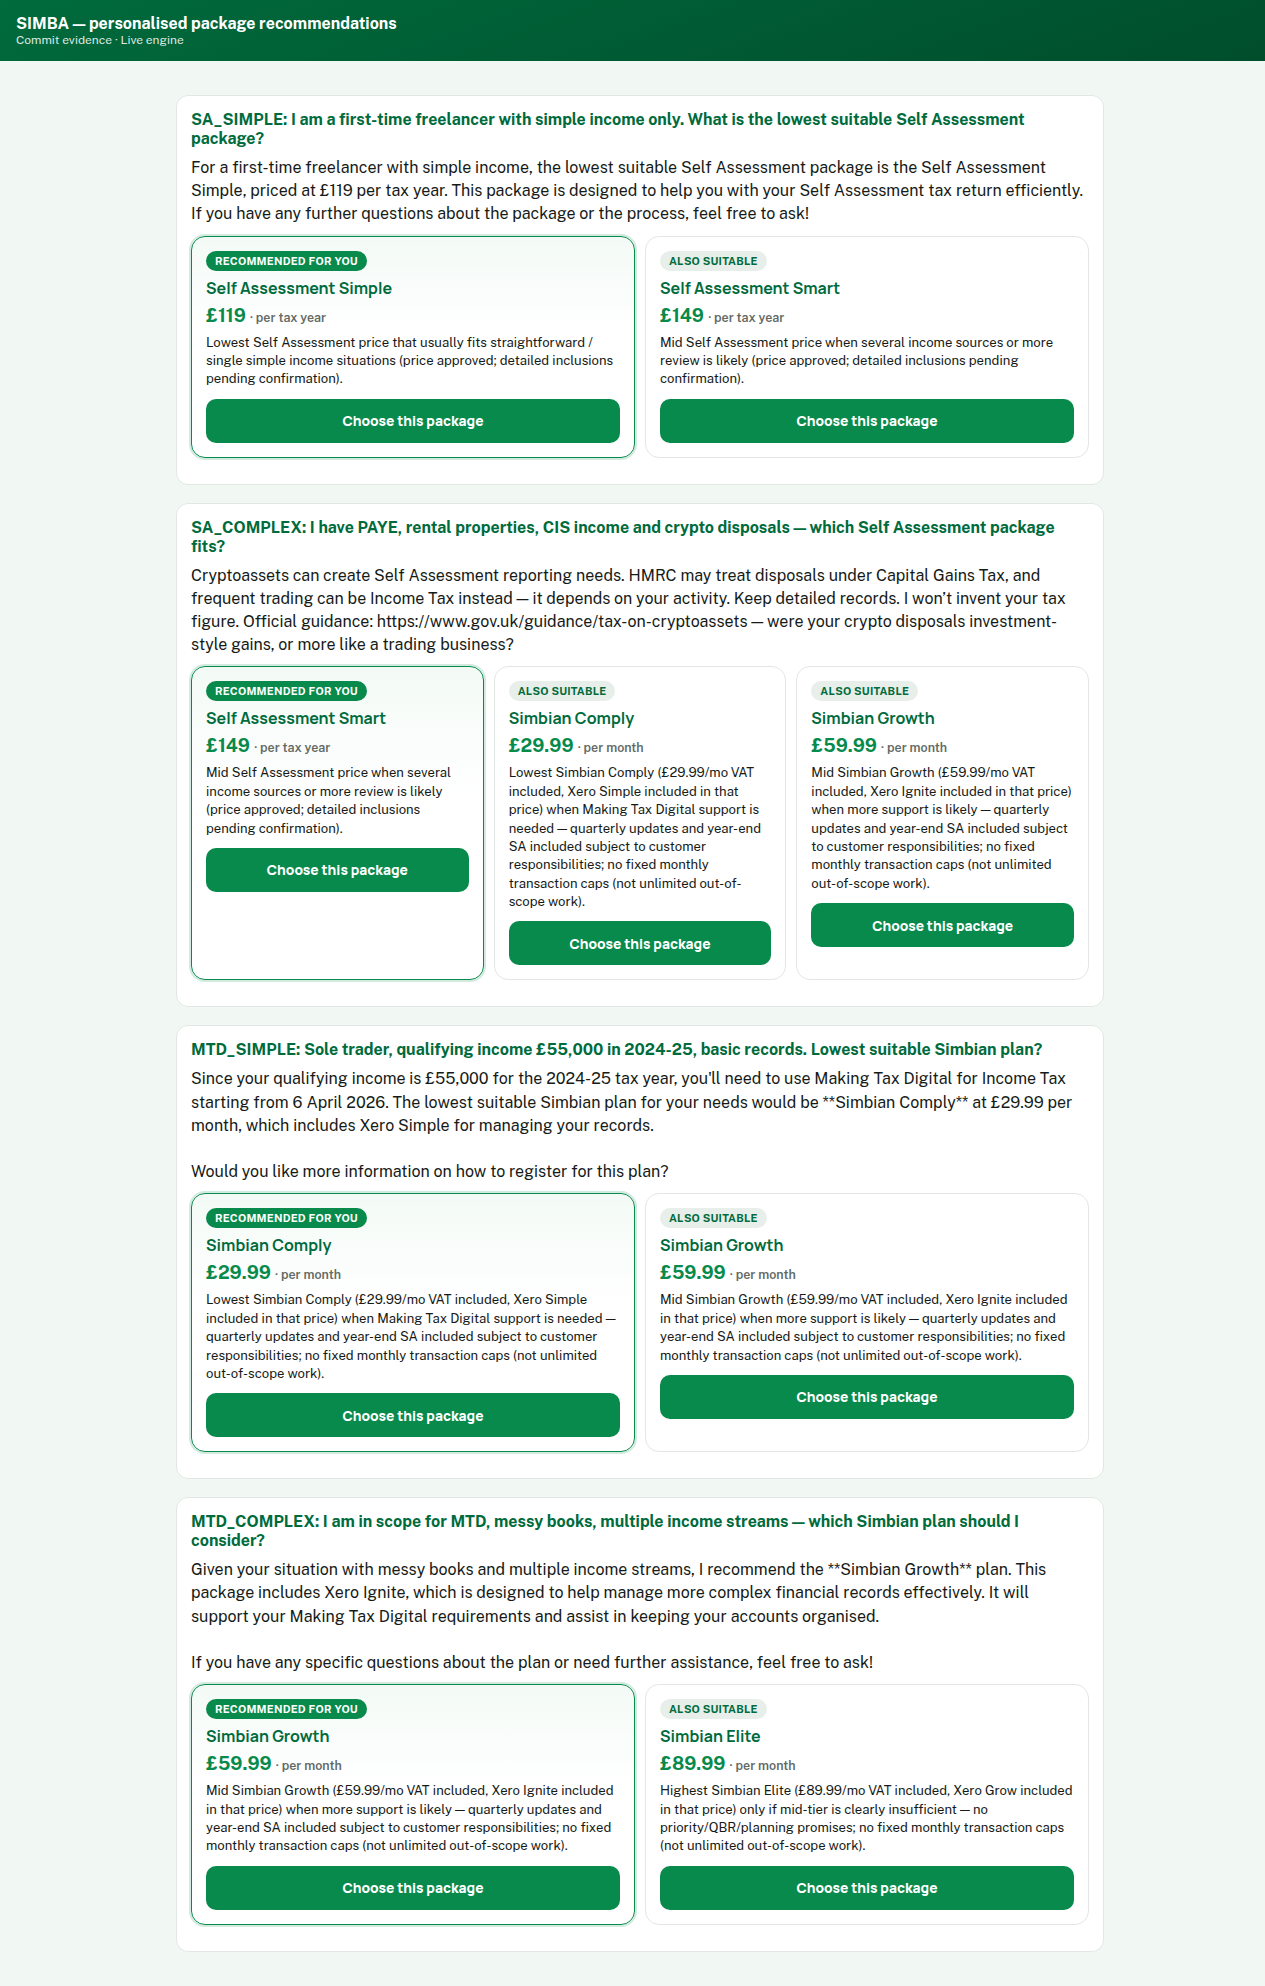 SIMBA — personalised package recommendations
Commit evidence · Live engine
SA_SIMPLE: I am a first-time freelancer with simple income only. What is the lowest suitable Self Assessment
package?
For a first-time freelancer with simple income, the lowest suitable Self Assessment package is the Self Assessment
Simple, priced at £119 per tax year. This package is designed to help you with your Self Assessment tax return efficiently.
If you have any further questions about the package or the process, feel free to ask!
RECOMMENDED FOR YOU
Self Assessment Simple
£119 · per tax year
Lowest Self Assessment price that usually fits straightforward /
single simple income situations (price approved; detailed inclusions
pending confirmation).
Choose this package
ALSO SUITABLE
Self Assessment Smart
£149 · per tax year
Mid Self Assessment price when several income sources or more
review is likely (price approved; detailed inclusions pending
confirmation).
Choose this package
SA_COMPLEX: I have PAYE, rental properties, CIS income and crypto disposals — which Self Assessment package
fits?
Cryptoassets can create Self Assessment reporting needs. HMRC may treat disposals under Capital Gains Tax, and
frequent trading can be Income Tax instead — it depends on your activity. Keep detailed records. I won't invent your tax
figure. Official guidance: https://www.gov.uk/guidance/tax-on-cryptoassets — were your crypto disposals investment-
style gains, or more like a trading business?
RECOMMENDED FOR YOU
Self Assessment Smart
£149 · per tax year
Mid Self Assessment price when several
income sources or more review is likely
(price approved; detailed inclusions
pending confirmation).
Choose this package
ALSO SUITABLE
Simbian Comply
£29.99 · per month
Lowest Simbian Comply (£29.99/mo VAT
included, Xero Simple included in that
price) when Making Tax Digital support is
needed — quarterly updates and year-end
SA included subject to customer
responsibilities; no fixed monthly
transaction caps (not unlimited out-of-
scope work).
Choose this package
ALSO SUITABLE
Simbian Growth
£59.99 · per month
Mid Simbian Growth (£59.99/mo VAT
included, Xero Ignite included in that price)
when more support is likely — quarterly
updates and year-end SA included subject
to customer responsibilities; no fixed
monthly transaction caps (not unlimited
out-of-scope work).
Choose this package
MTD_SIMPLE: Sole trader, qualifying income £55,000 in 2024-25, basic records. Lowest suitable Simbian plan?
Since your qualifying income is £55,000 for the 2024-25 tax year, you'll need to use Making Tax Digital for Income Tax
starting from 6 April 2026. The lowest suitable Simbian plan for your needs would be **Simbian Comply** at £29.99 per
month, which includes Xero Simple for managing your records.
Would you like more information on how to register for this plan?
RECOMMENDED FOR YOU
Simbian Comply
£29.99 · per month
Lowest Simbian Comply (£29.99/mo VAT included, Xero Simple
included in that price) when Making Tax Digital support is needed —
quarterly updates and year-end SA included subject to customer
responsibilities; no fixed monthly transaction caps (not unlimited
out-of-scope work).
Choose this package
ALSO SUITABLE
Simbian Growth
£59.99 · per month
Mid Simbian Growth (£59.99/mo VAT included, Xero Ignite included
in that price) when more support is likely — quarterly updates and
year-end SA included subject to customer responsibilities; no fixed
monthly transaction caps (not unlimited out-of-scope work).
Choose this package
MTD_COMPLEX: I am in scope for MTD, messy books, multiple income streams — which Simbian plan should I
consider?
Given your situation with messy books and multiple income streams, I recommend the **Simbian Growth** plan. This
package includes Xero Ignite, which is designed to help manage more complex financial records effectively. It will
support your Making Tax Digital requirements and assist in keeping your accounts organised.
If you have any specific questions about the plan or need further assistance, feel free to ask!
RECOMMENDED FOR YOU
Simbian Growth
£59.99 · per month
Mid Simbian Growth (£59.99/mo VAT included, Xero Ignite included
in that price) when more support is likely — quarterly updates and
year-end SA included subject to customer responsibilities; no fixed
monthly transaction caps (not unlimited out-of-scope work).
Choose this package
ALSO SUITABLE
Simbian Elite
£89.99 · per month
Highest Simbian Elite (£89.99/mo VAT included, Xero Grow included
in that price) only if mid-tier is clearly insufficient — no
priority/QBR/planning promises; no fixed monthly transaction caps
(not unlimited out-of-scope work).
Choose this package